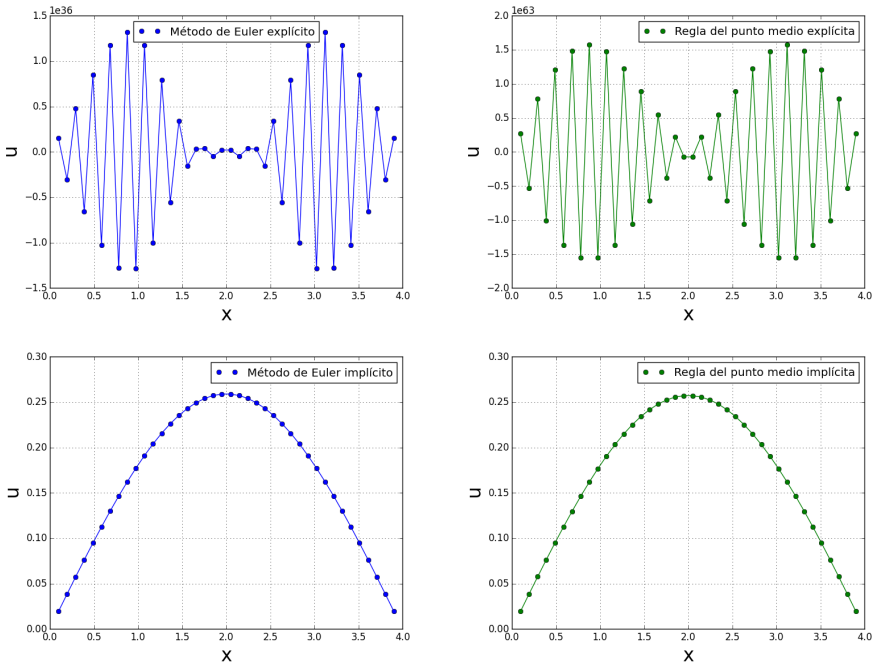 1e36
Método de Euler explícito
1.5
1.0
0.5
0.0
−0.5
−1.0
−1.5
u
0.0 0.5 1.0 1.5 2.0 2.5 3.0 3.5 4.0
x
1e63
Regla del punto medio explícita
2.0
1.5
1.0
0.5
0.0
−0.5
−1.0
−1.5
−2.0
u
0.0 0.5 1.0 1.5 2.0 2.5 3.0 3.5 4.0
x
Método de Euler implícito
0.30
0.25
0.20
0.15
0.10
0.05
0.00
u
0.0 0.5 1.0 1.5 2.0 2.5 3.0 3.5 4.0
x
Regla del punto medio implícita
0.30
0.25
0.20
0.15
0.10
0.05
0.00
u
0.0 0.5 1.0 1.5 2.0 2.5 3.0 3.5 4.0
x